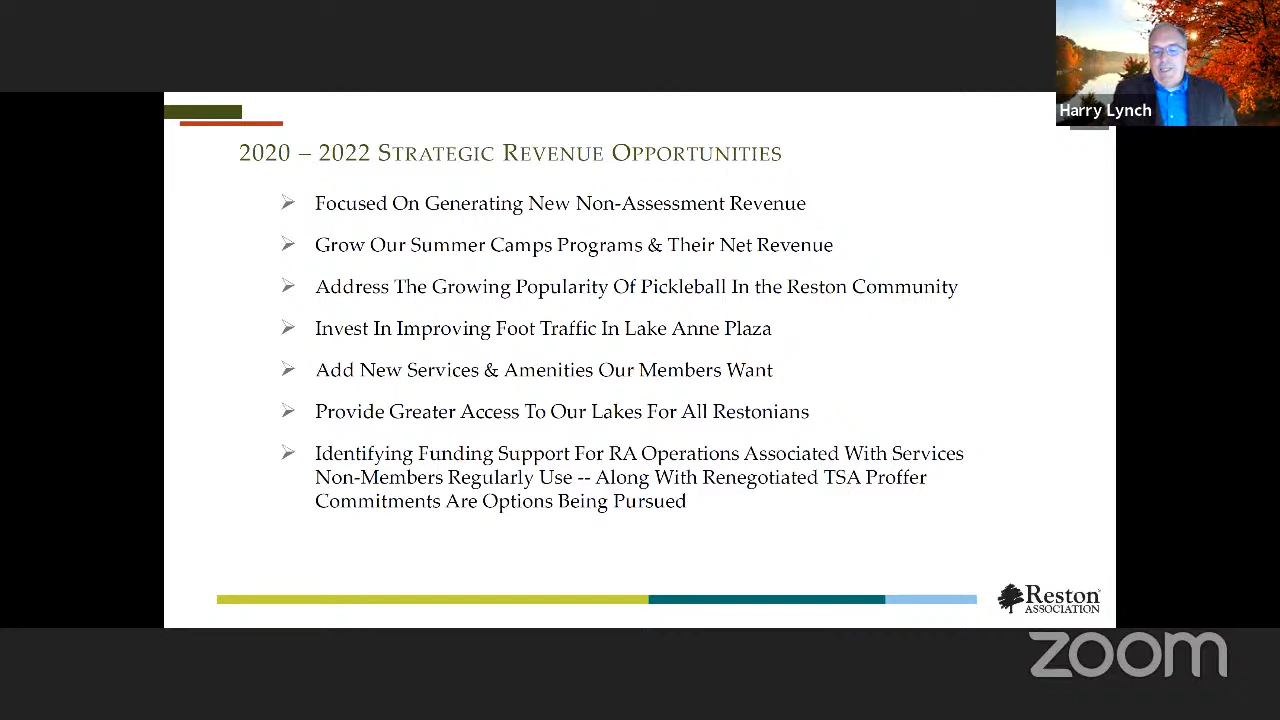 Harry Lynch
2020 – 2022 STRATEGIC REVENUE OPPORTUNITIES
Focused On Generating New Non-Assessment Revenue
Grow Our Summer Camps Programs & Their Net Revenue
Address The Growing Popularity Of Pickleball In the Reston Community
Invest In Improving Foot Traffic In Lake Anne Plaza
Add New Services & Amenities Our Members Want
Provide Greater Access To Our Lakes For All Restonians
Identifying Funding Support For RA Operations Associated With Services
Non-Members Regularly Use -- Along With Renegotiated TSA Proffer
Commitments Are Options Being Pursued
Reston
ASSOCIATION
zoom